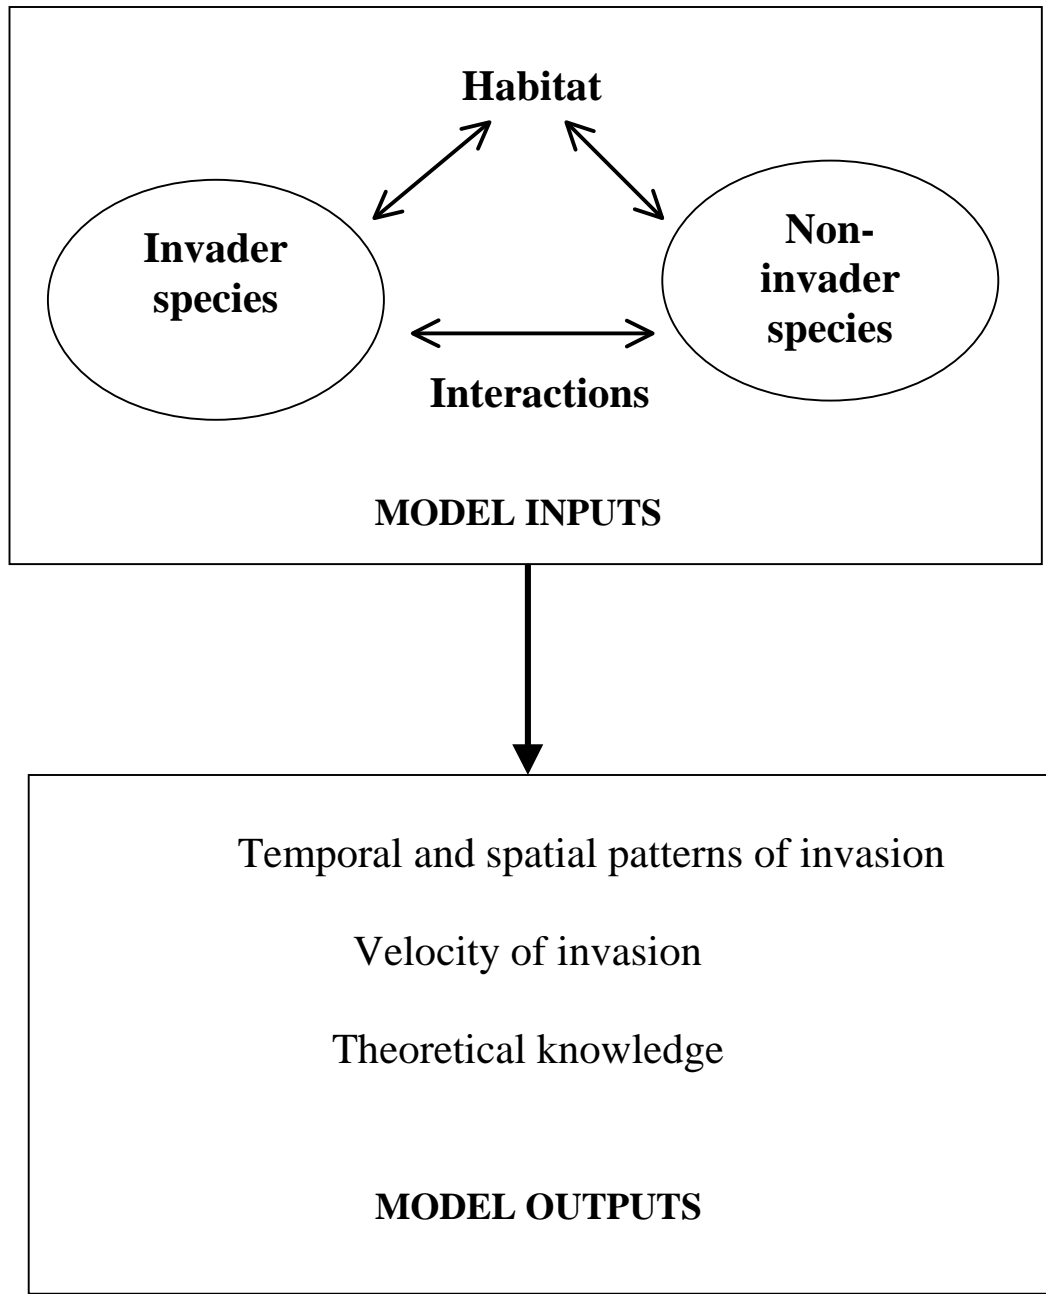 Habitat
Invader
species
Non-
invader
species
Interactions
MODEL INPUTS
Temporal and spatial patterns of invasion
Velocity of invasion
Theoretical knowledge
MODEL OUTPUTS